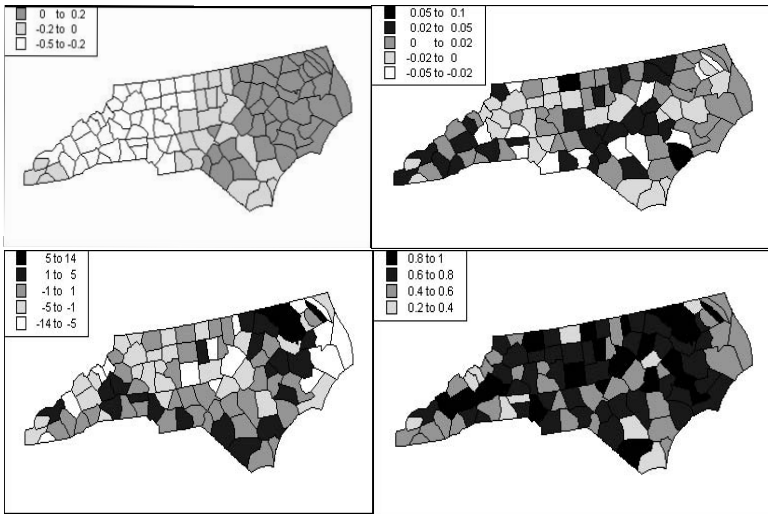 0 to 0.2
-0.2 to 0
-0.5 to -0.2
0.05 to 0.1
0.02 to 0.05
0 to 0.02
-0.02 to 0
-0.05 to -0.02
5 to 14
1 to 5
-1 to 1
-5 to -1
-14 to -5
0.8 to 1
0.6 to 0.8
0.4 to 0.6
0.2 to 0.4